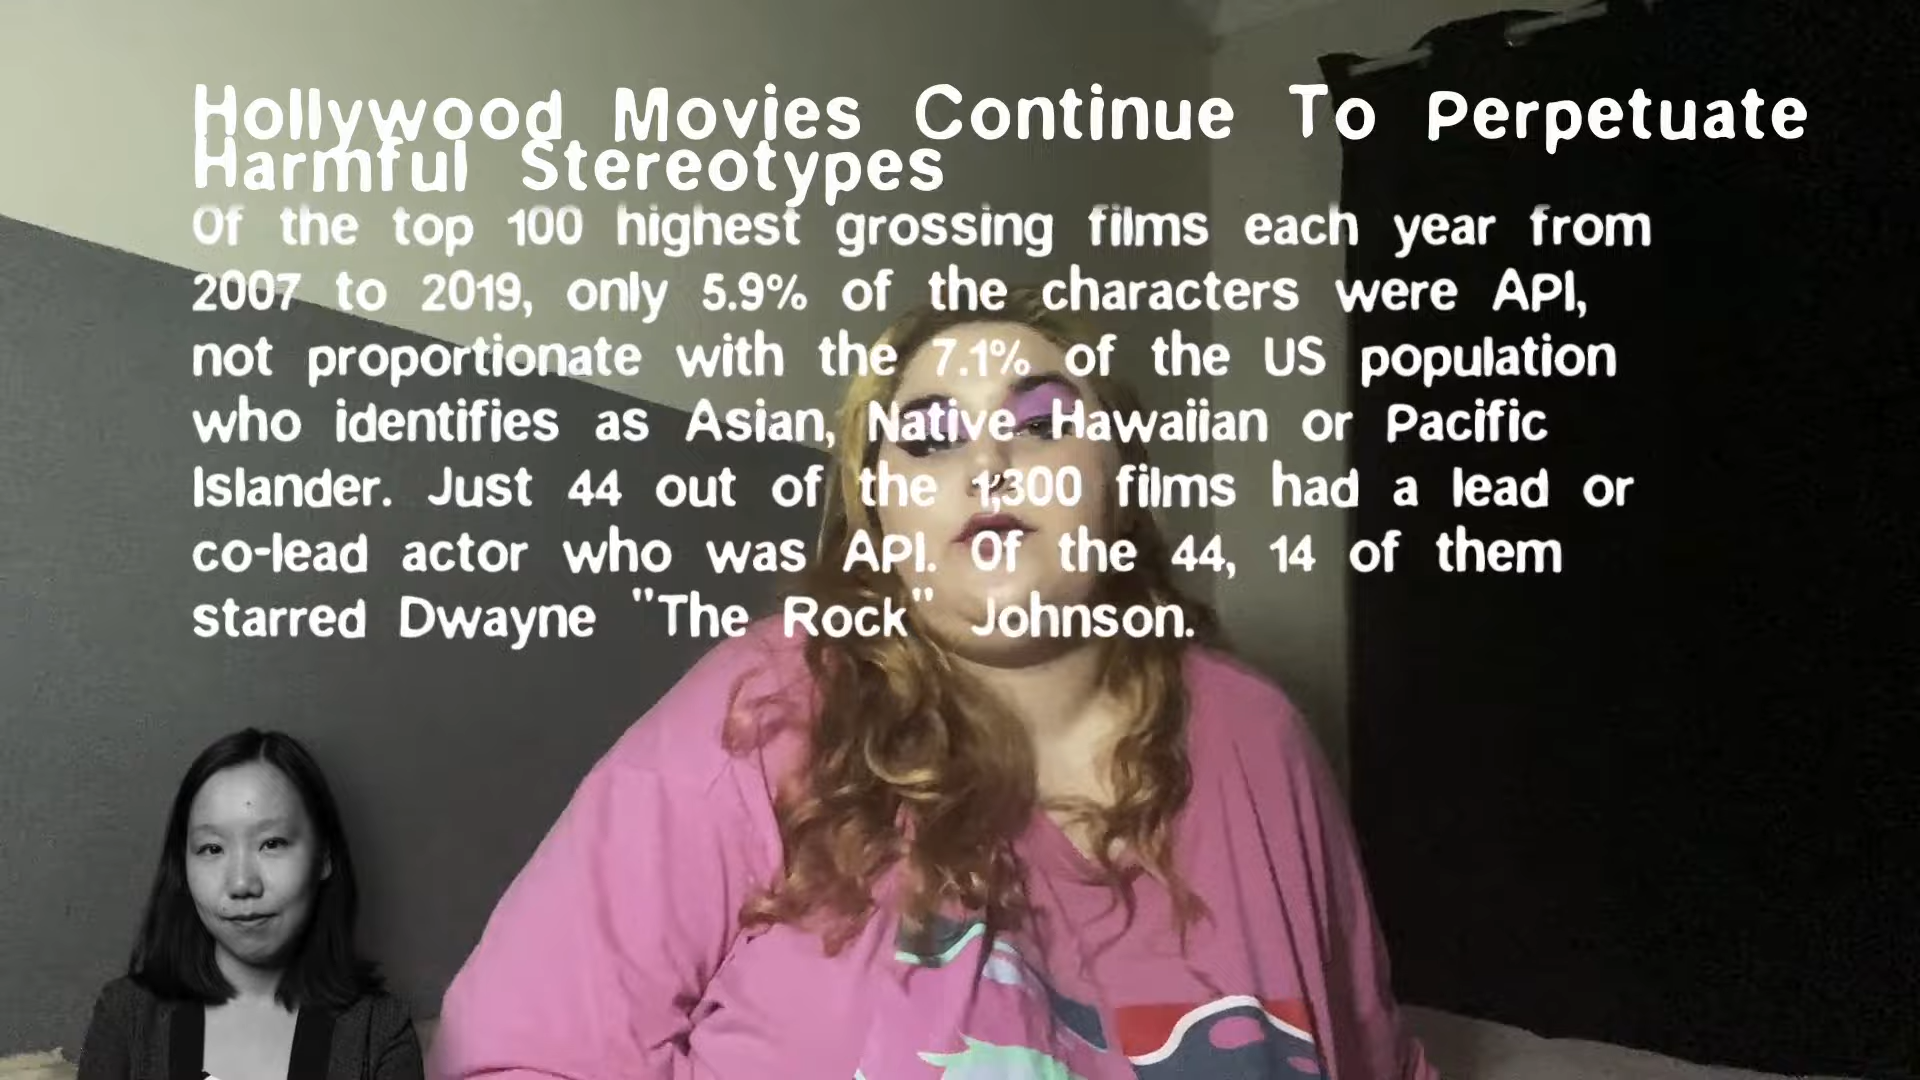 Hollywood Movies Continue To Perpetuate
Harmful Stereotypes
Of the top 100 highest grossing films each year from
2007 to 2019, only 5.9% of the characters were API,
not proportionate with the 7.1% of the US population
who identifies as Asian, Native Hawaiian or Pacific
Islander. Just 44 out of the 1,300 films had a lead or
co-lead actor who was API. Of the 44, 14 of them
starred Dwayne "The Rock" Johnson.